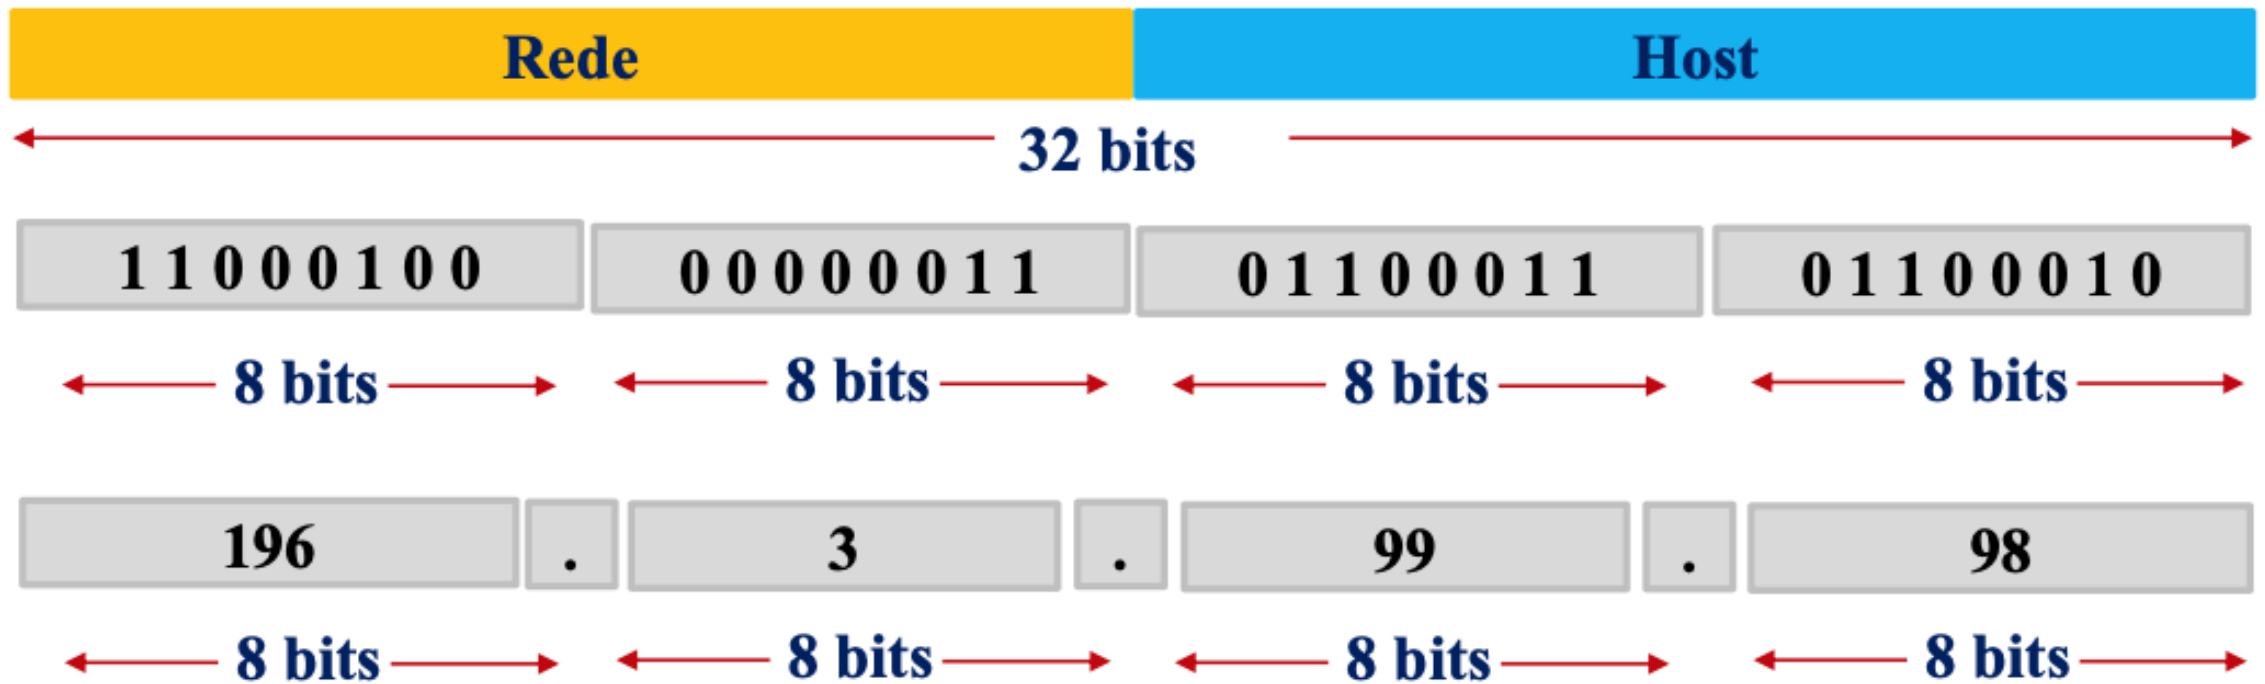 Rede Host
32 bits
1 1 0 0 0 1 0 0 0 0 0 0 0 0 1 1 0 1 1 0 0 0 1 1 0 1 1 0 0 0 1 0
8 bits 8 bits 8 bits 8 bits
196 . 3 . 99 . 98
8 bits 8 bits 8 bits 8 bits